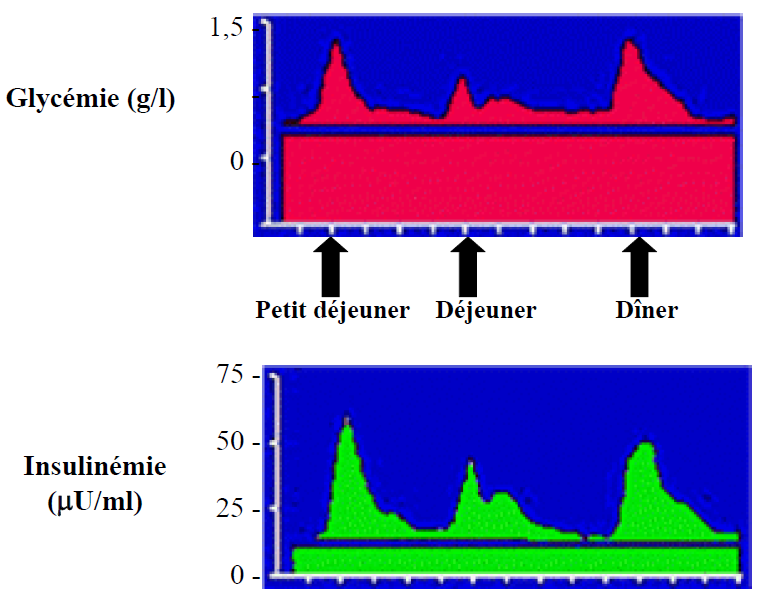 1,5 -
Glycémie (g/l)
0 -
Petit déjeuner Déjeuner Dîner
75 -
50 -
Insulinémie
(µU/ml)
25 -
0 -